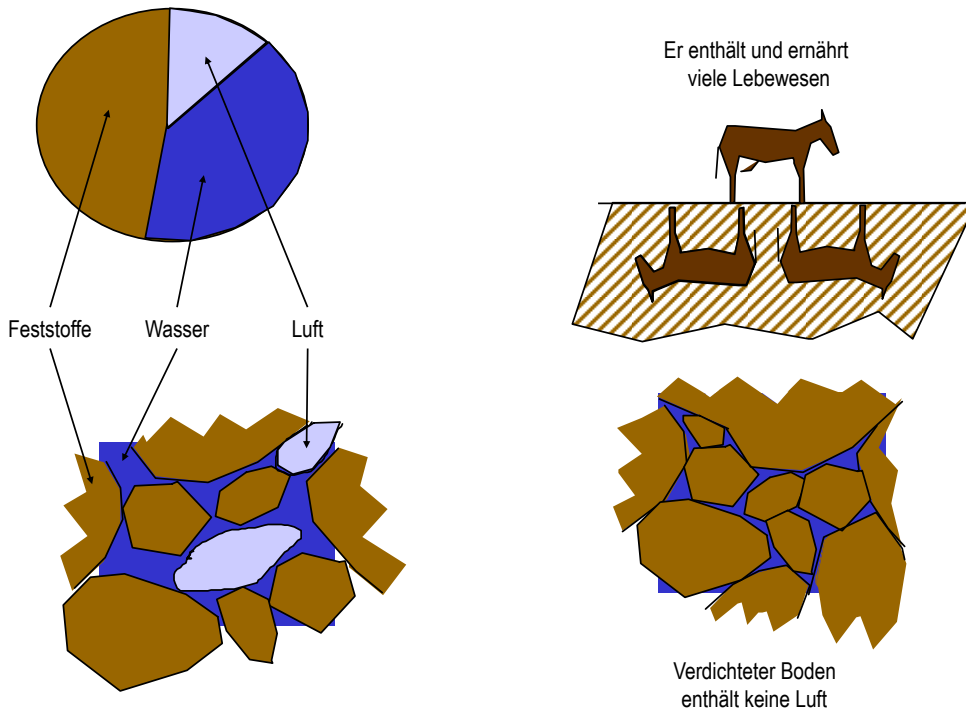 Er enthält und ernährt
viele Lebewesen
Feststoffe
Wasser
Luft
Verdichteter Boden
enthält keine Luft